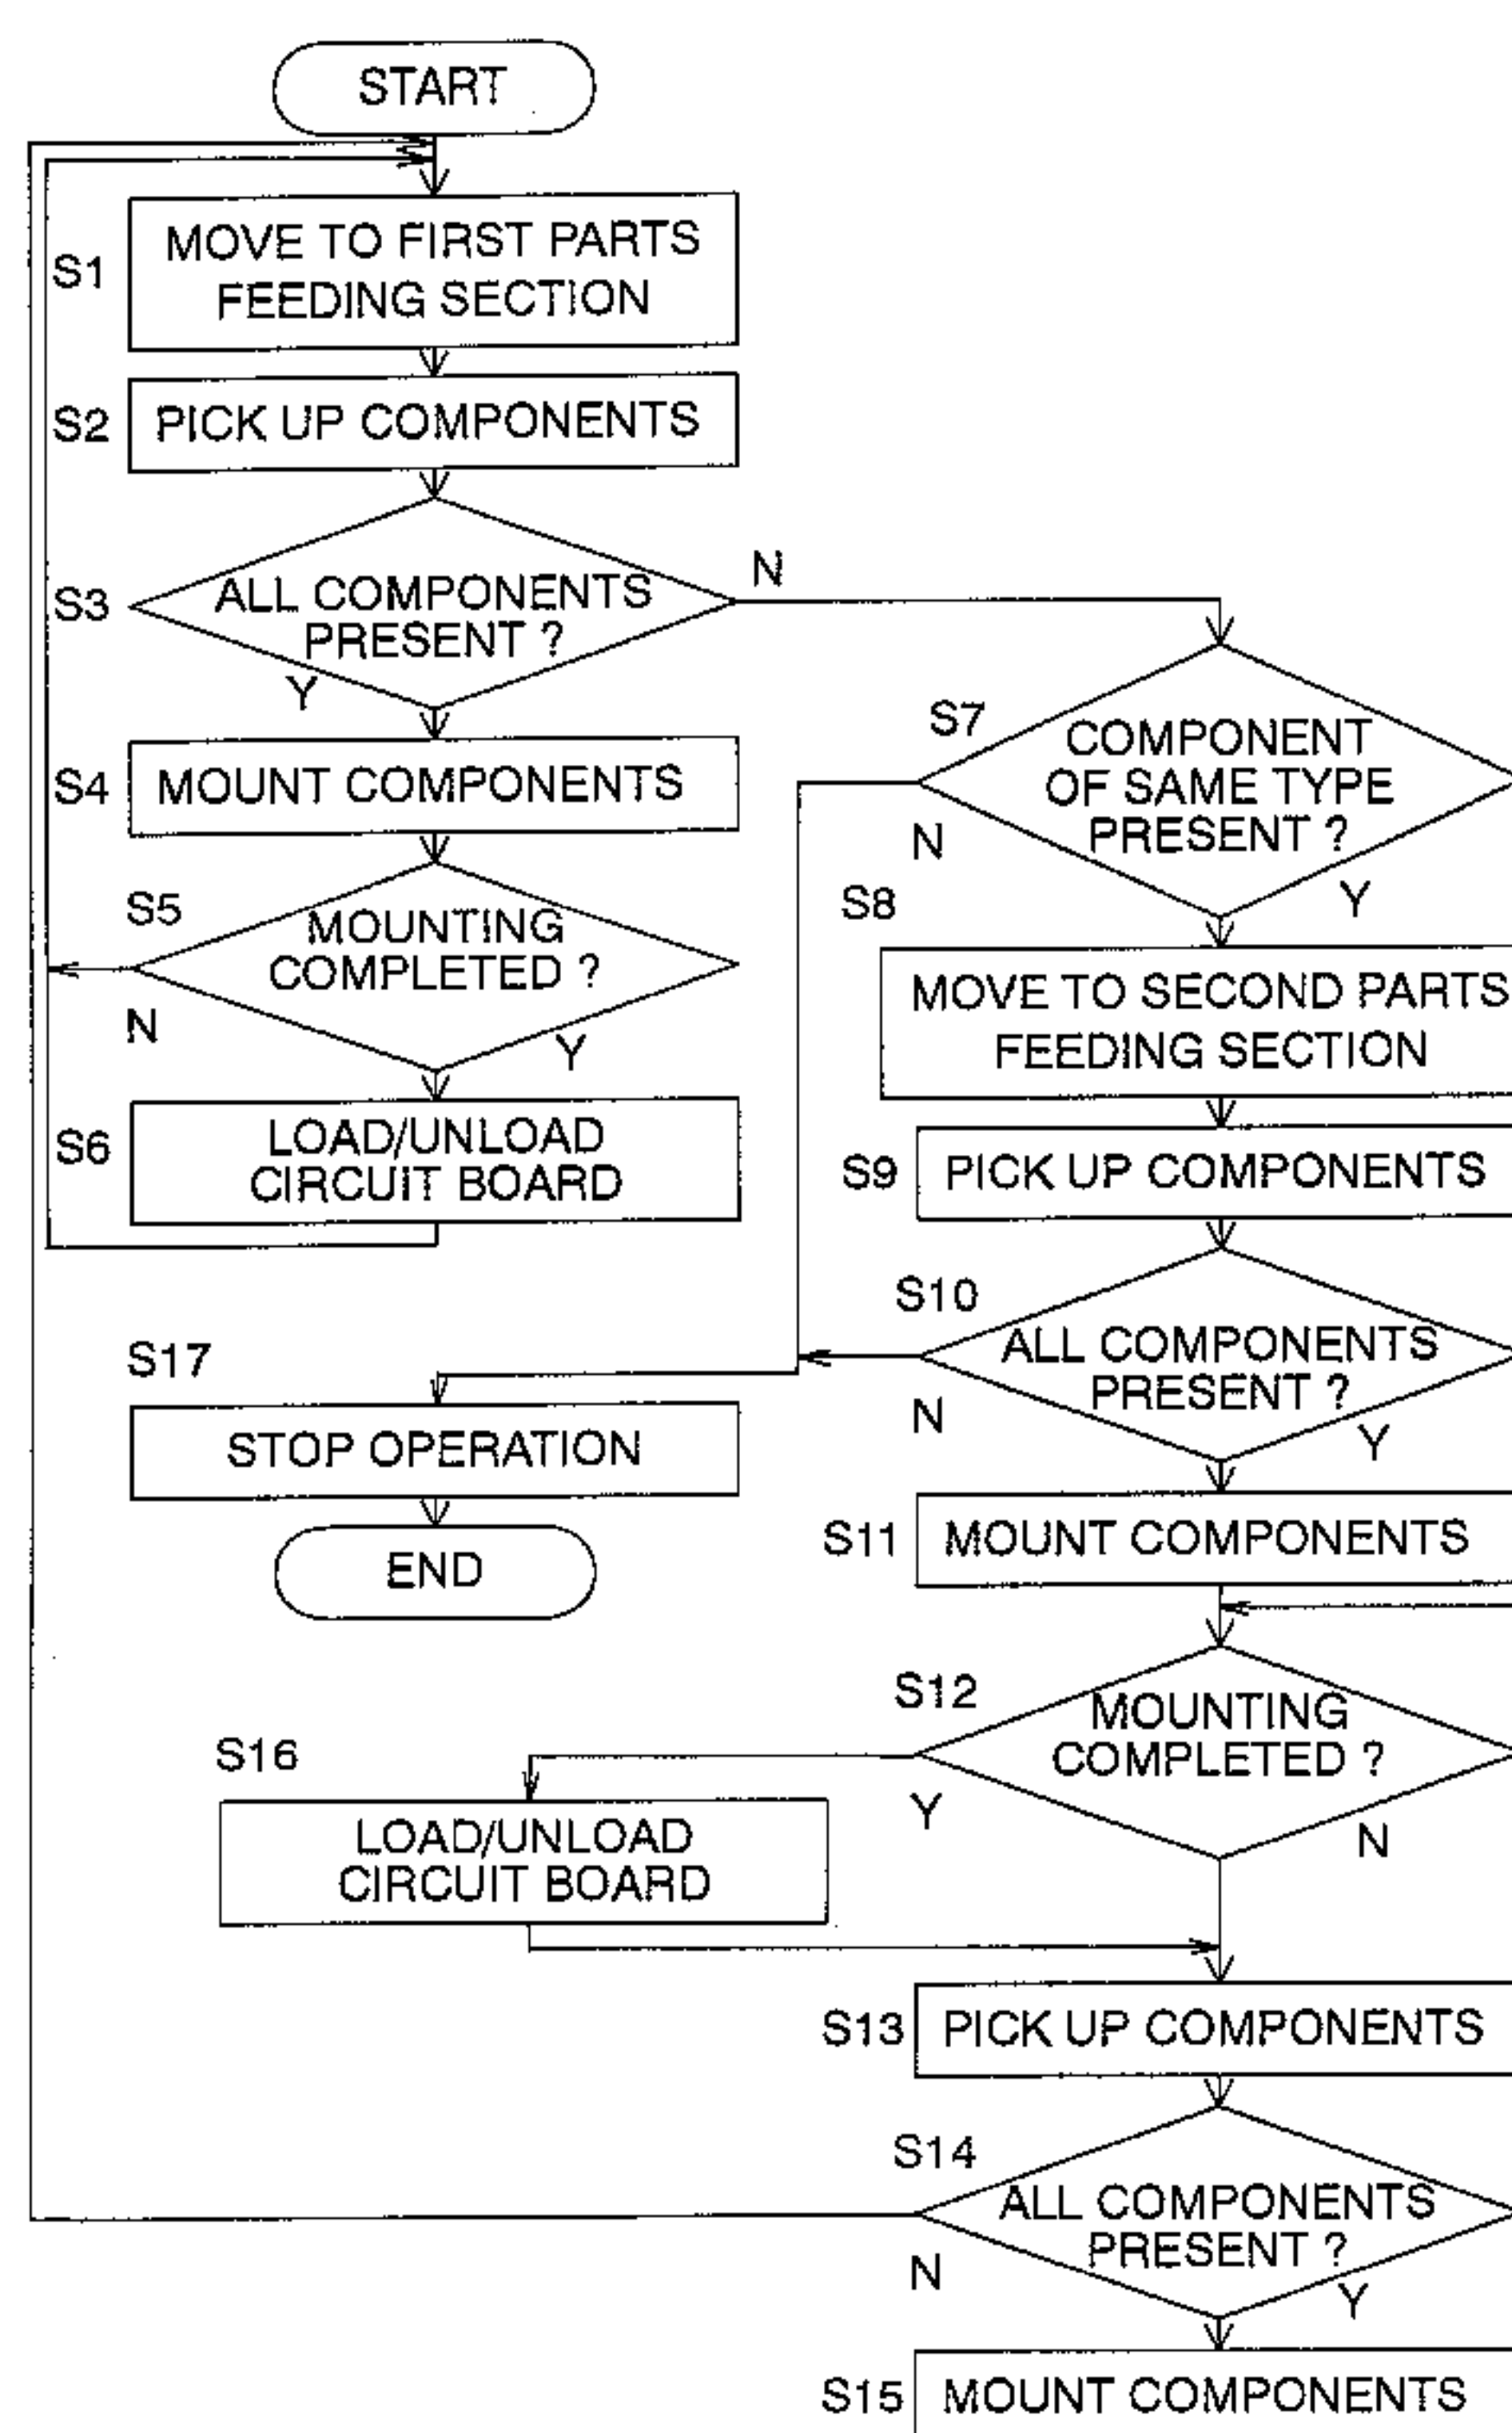 START
S1
MOVE TO FIRST PARTS
FEEDING SECTION
S2
PICK UP COMPONENTS
S3
ALL COMPONENTS
PRESENT ?
N
Y
S4
MOUNT COMPONENTS
S5
MOUNTING
COMPLETED ?
N
Y
S6
LOAD/UNLOAD
CIRCUIT BOARD
S7
COMPONENT
OF SAME TYPE
PRESENT ?
N
Y
S8
MOVE TO SECOND PARTS
FEEDING SECTION
S9
PICK UP COMPONENTS
S10
ALL COMPONENTS
PRESENT ?
N
Y
S17
STOP OPERATION
END
S11
MOUNT COMPONENTS
S12
MOUNTING
COMPLETED ?
Y
N
S16
LOAD/UNLOAD
CIRCUIT BOARD
S13
PICK UP COMPONENTS
S14
ALL COMPONENTS
PRESENT ?
N
Y
S15
MOUNT COMPONENTS